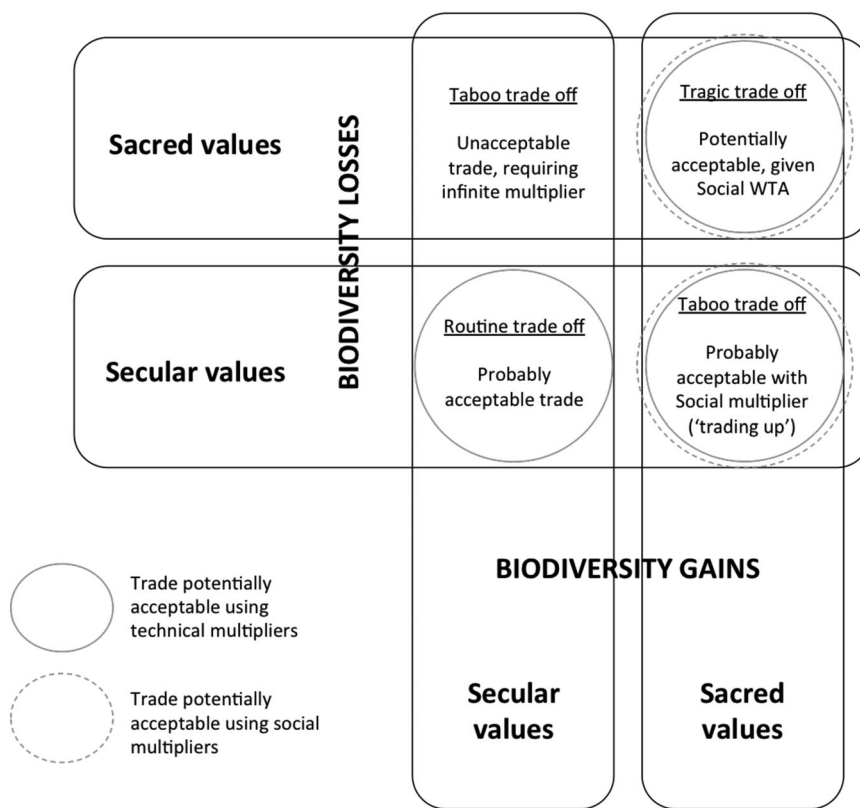 Sacred values
BIODIVERSITY LOSSES
Taboo trade off
Unacceptable
trade, requiring
infinite multiplier
Tragic trade off
Potentially
acceptable, given
Social WTA
Secular values
Routine trade off
Probably
acceptable trade
Taboo trade off
Probably
acceptable with
Social multiplier
(‘trading up’)
BIODIVERSITY GAINS
Trade potentially
acceptable using
technical multipliers
Trade potentially
acceptable using social
multipliers
Secular
values
Sacred
values